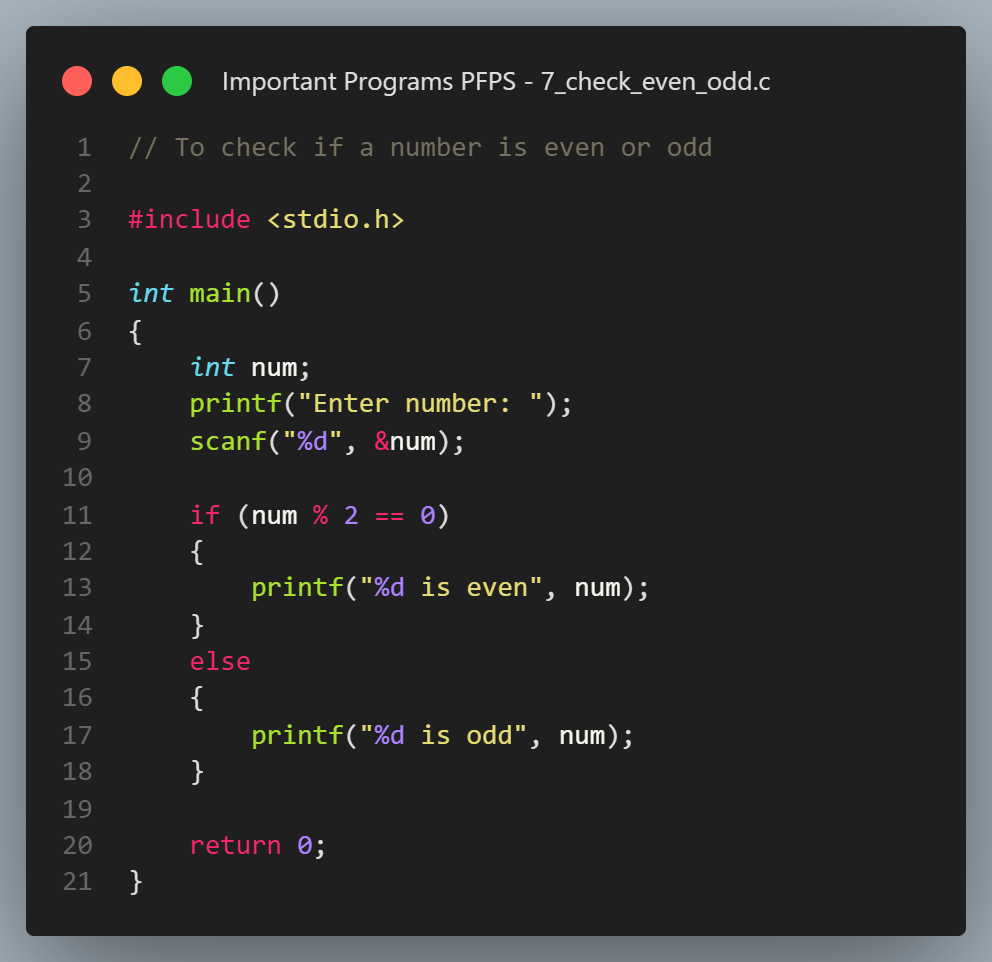 Important Programs PFPS - 7_check_even_odd.c
1 // To check if a number is even or odd
2
3 #include <stdio.h>
4
5 int main()
6 {
7     int num;
8     printf("Enter number: ");
9     scanf("%d", &num);
10
11     if (num % 2 == 0)
12     {
13         printf("%d is even", num);
14     }
15     else
16     {
17         printf("%d is odd", num);
18     }
19
20     return 0;
21 }